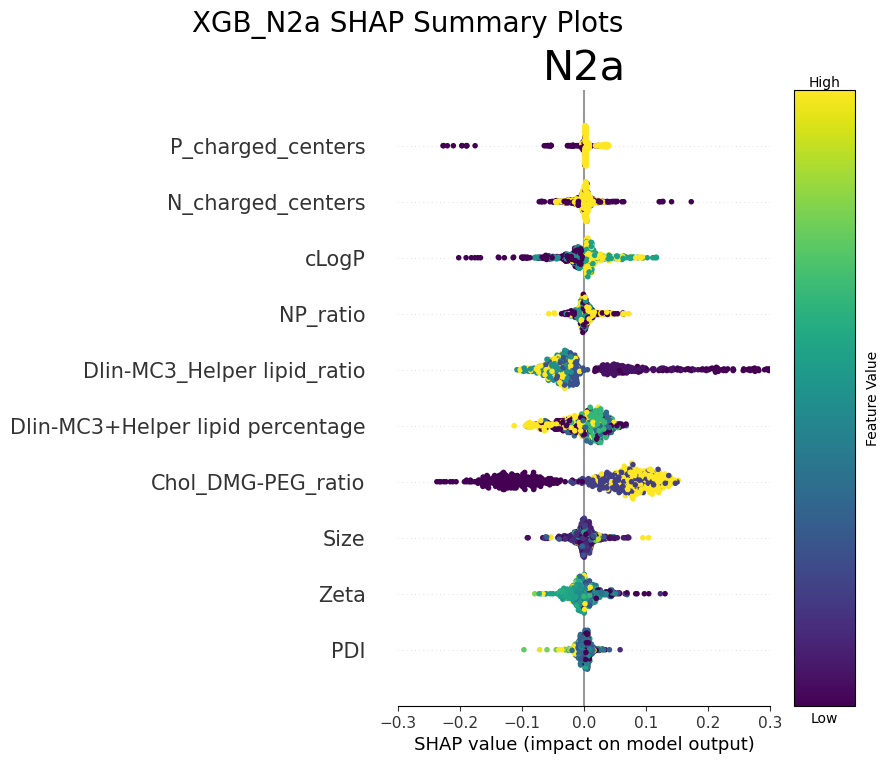 XGB_N2a SHAP Summary Plots
N2a
High
P_charged_centers
N_charged_centers
cLogP
NP_ratio
Dlin-MC3_Helper lipid_ratio
Dlin-MC3+Helper lipid percentage
Chol_DMG-PEG_ratio
Size
Zeta
PDI
Feature Value
Low
−0.3 −0.2 −0.1 0.0 0.1 0.2 0.3
SHAP value (impact on model output)